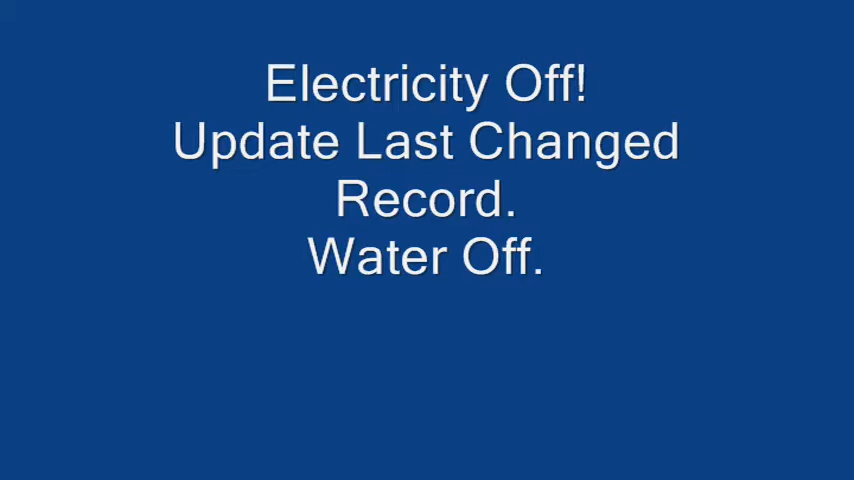 Electricity Off!
Update Last Changed
Record.
Water Off.